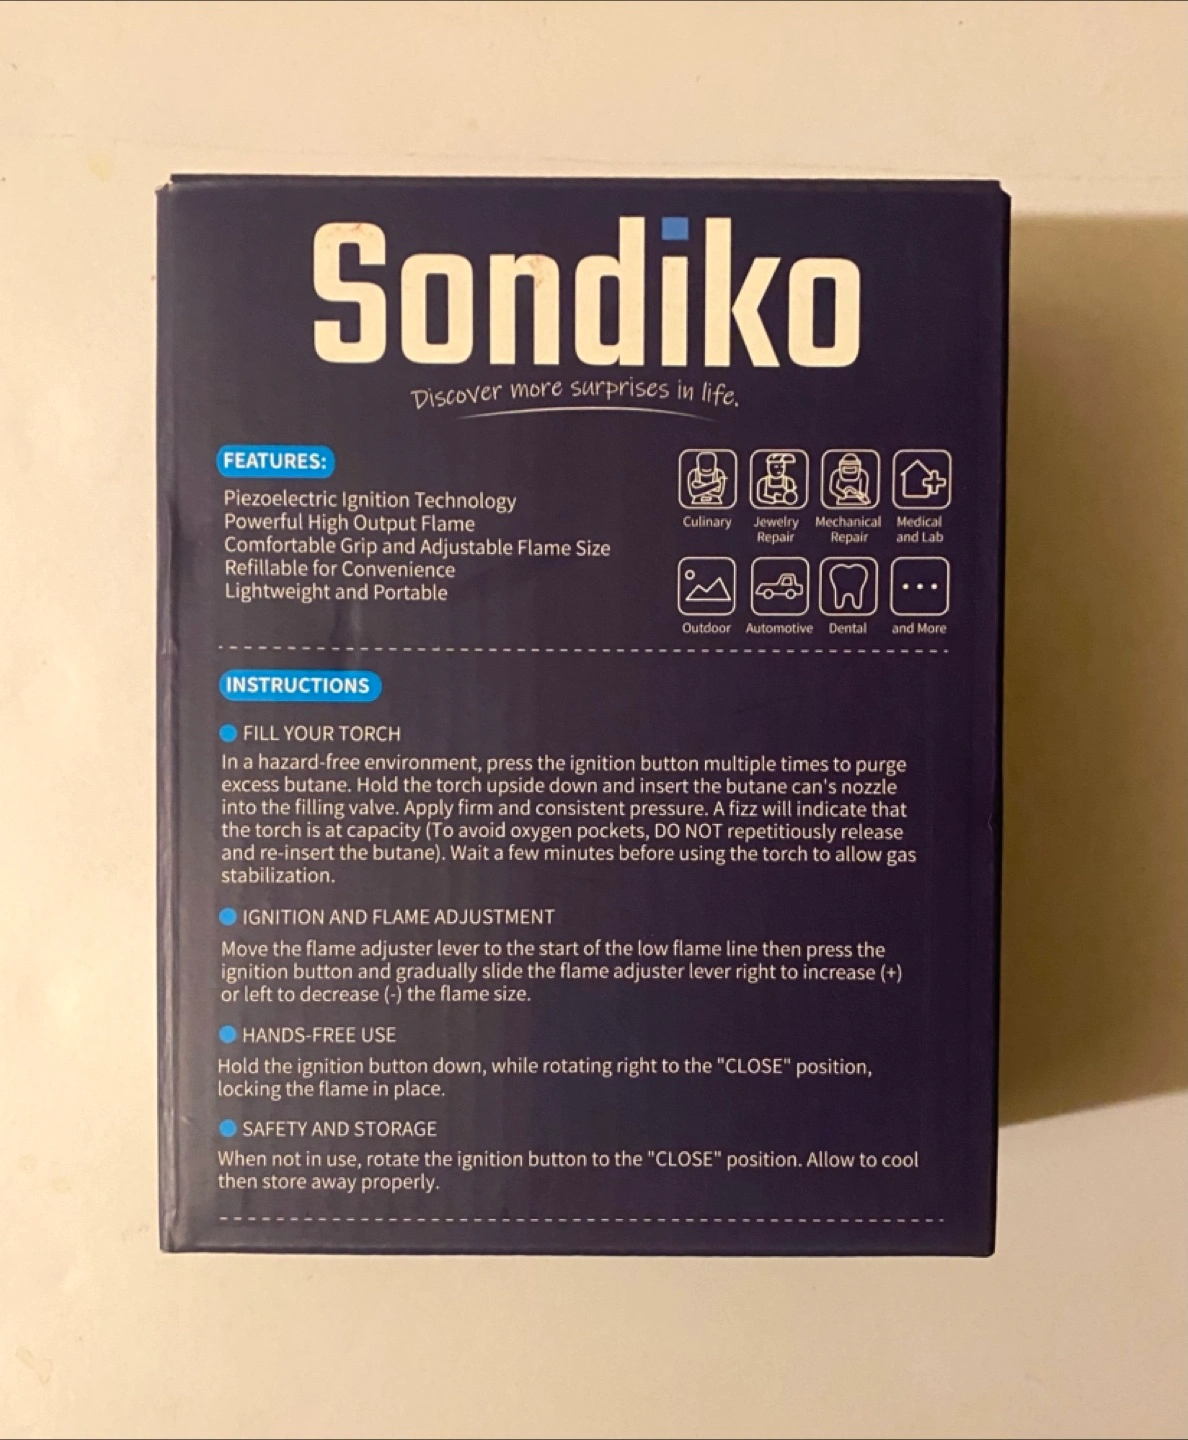 Sondiko
Discover more surprises in life.
FEATURES:
Piezoelectric Ignition Technology
Powerful High Output Flame
Comfortable Grip and Adjustable Flame Size
Refillable for Convenience
Lightweight and Portable
Culinary
Jewelry
Repair
Mechanical
Repair
Medical
and Lab
Outdoor
Automotive
Dental
and More
INSTRUCTIONS
FILL YOUR TORCH
In a hazard-free environment, press the ignition button multiple times to purge
excess butane. Hold the torch upside down and insert the butane can's nozzle
into the filling valve. Apply firm and consistent pressure. A fizz will indicate that
the torch is at capacity (To avoid oxygen pockets, DO NOT repetitiously release
and re-insert the butane). Wait a few minutes before using the torch to allow gas
stabilization.
IGNITION AND FLAME ADJUSTMENT
Move the flame adjuster lever to the start of the low flame line then press the
ignition button and gradually slide the flame adjuster lever right to increase (+)
or left to decrease (-) the flame size.
HANDS-FREE USE
Hold the ignition button down, while rotating right to the "CLOSE" position,
locking the flame in place.
SAFETY AND STORAGE
When not in use, rotate the ignition button to the "CLOSE" position. Allow to cool
then store away properly.